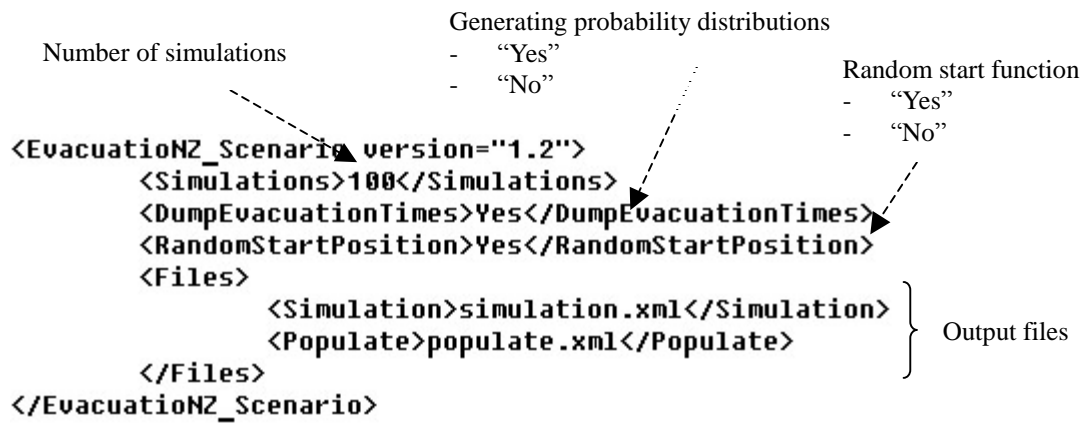 Generating probability distributions
- “Yes”
- “No”
Number of simulations
Random start function
- “Yes”
- “No”
<EvacuatioNZ_Scenario version="1.2">
<Simulations>100</Simulations>
<DumpEvacuationTimes>Yes</DumpEvacuationTimes>
<RandomStartPosition>Yes</RandomStartPosition>
<Files>
<Simulation>simulation.xml</Simulation>
<Populate>populate.xml</Populate>
</Files>
</EvacuatioNZ_Scenario>
Output files